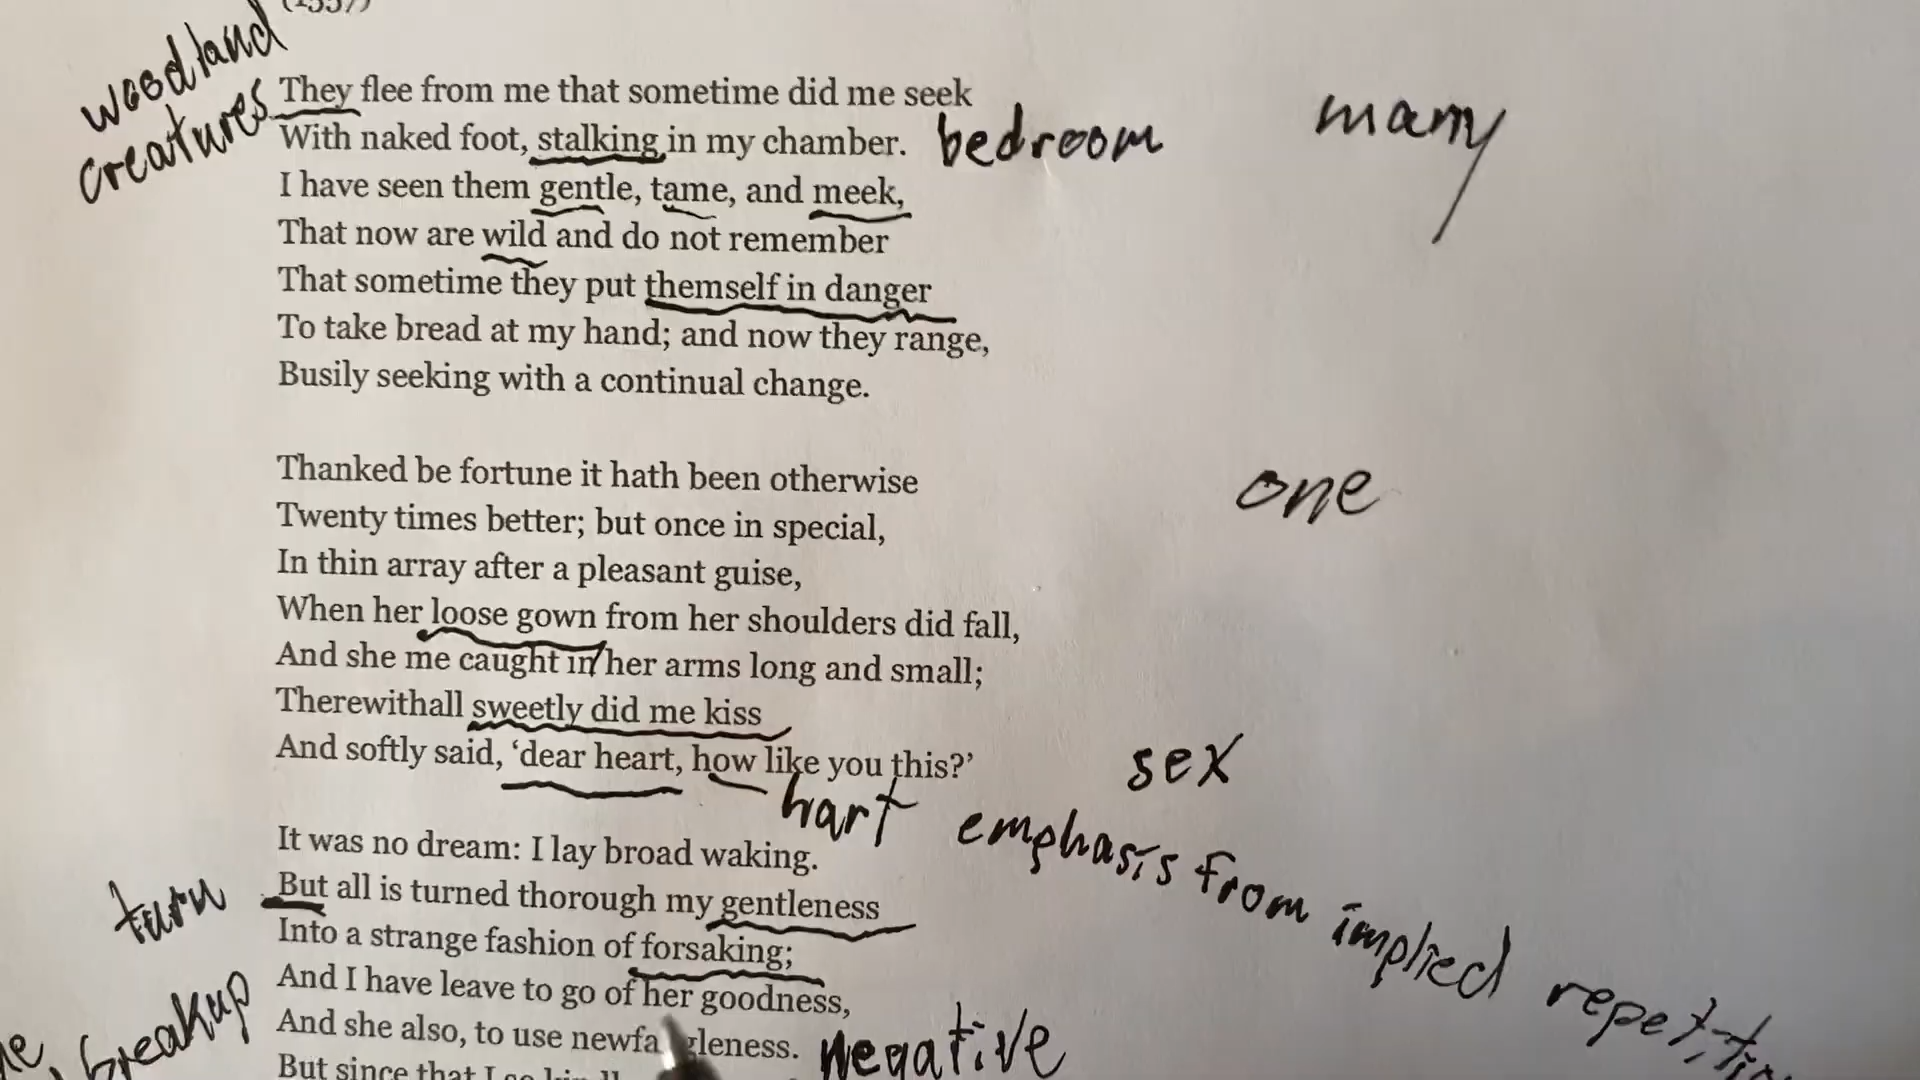 woodland
creatures
They flee from me that sometime did me seek
With naked foot, stalking in my chamber. bedroom many
I have seen them gentle, tame, and meek,
That now are wild and do not remember
That sometime they put themself in danger
To take bread at my hand; and now they range,
Busily seeking with a continual change.
Thanked be fortune it hath been otherwise one
Twenty times better; but once in special,
In thin array after a pleasant guise,
When her loose gown from her shoulders did fall,
And she me caught in her arms long and small;
Therewithall sweetly did me kiss
And softly said, ‘dear heart, how like you this?’ sex
hart emphasis from implied
It was no dream: I lay broad waking.
turn But all is turned thorough my gentleness
Into a strange fashion of forsaking;
And I have leave to go of her goodness,
breakup And she also, to use negative
But since that I so